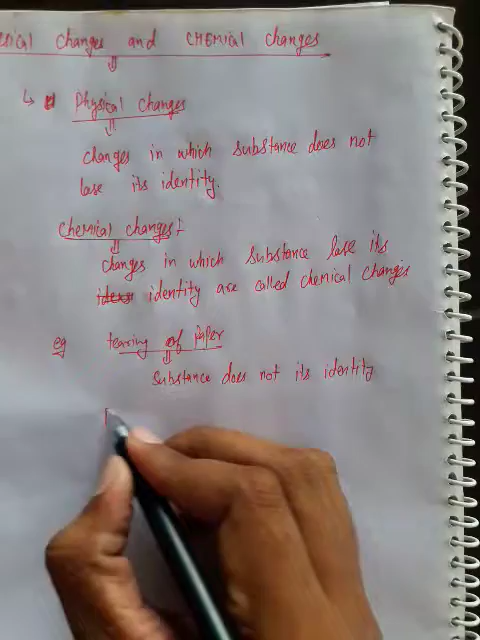 sical Changes and CHEMical Changes
Physical Changes
changes in which substance does not
lose its identity.
Chemical changes:
changes in which substance lose its
identity are called chemical changes
eg tearing of Paper
Substance does not its identity